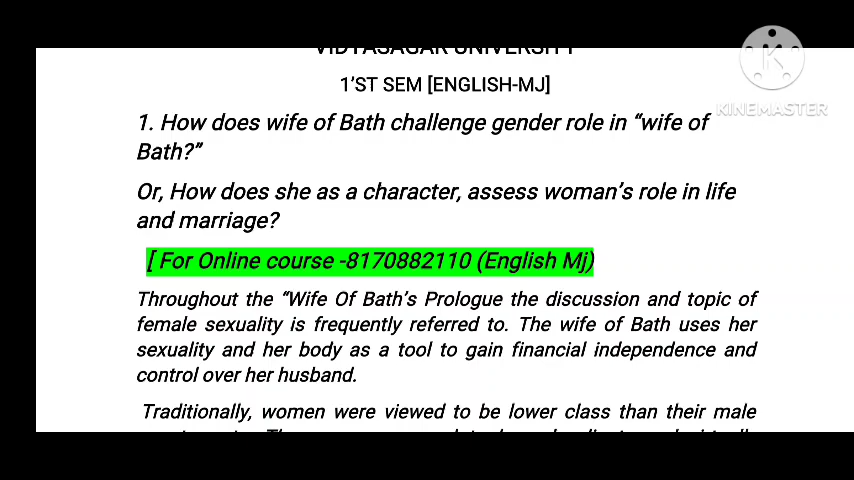 VIDYASAGAR UNIVERSITY
1'ST SEM [ENGLISH-MJ]
KINEMASTER
1. How does wife of Bath challenge gender role in “wife of
Bath?”
Or, How does she as a character, assess woman's role in life
and marriage?
[ For Online course -8170882110 (English Mj)
Throughout the “Wife Of Bath's Prologue the discussion and topic of
female sexuality is frequently referred to. The wife of Bath uses her
sexuality and her body as a tool to gain financial independence and
control over her husband.
Traditionally, women were viewed to be lower class than their male